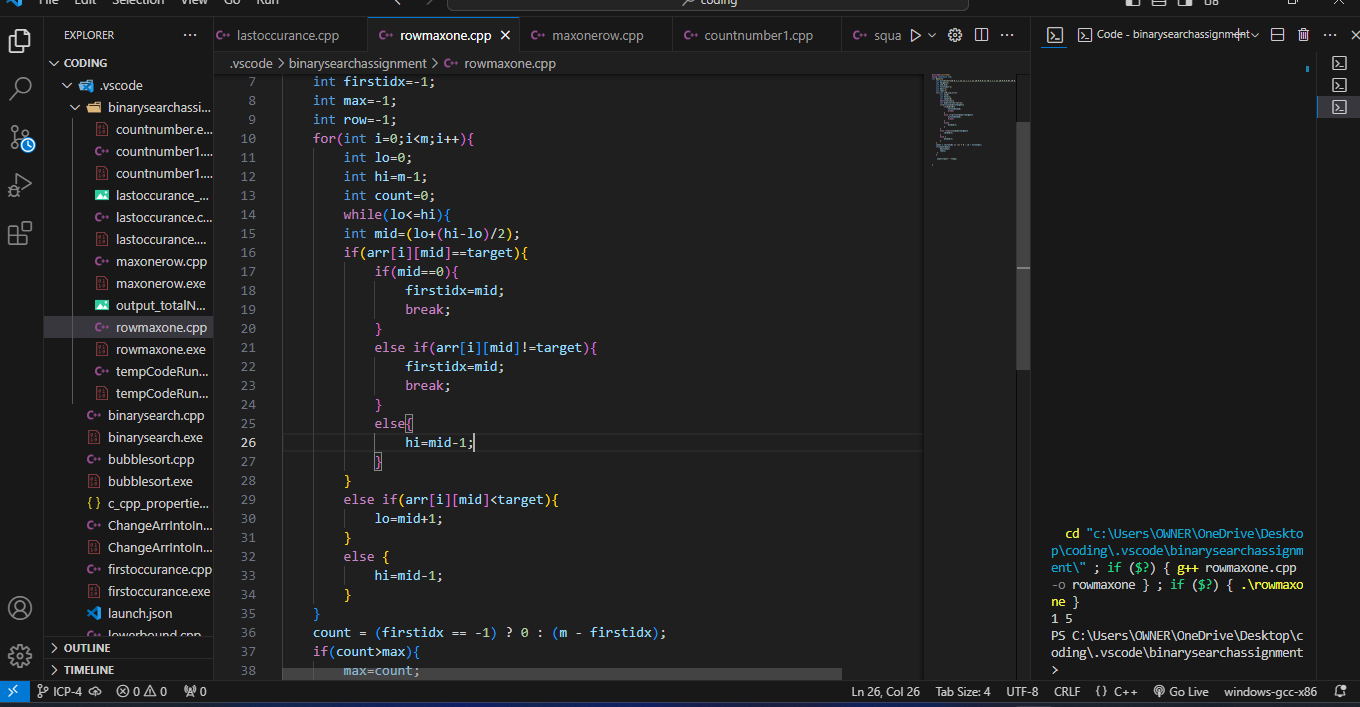 File Edit Selection View Go Run
coding
EXPLORER
CODING
.vscode
binarysearchassi...
countnumber.e...
countnumber1....
countnumber1....
lastoccurance_...
lastoccurance.c...
lastoccurance....
maxonerow.cpp
maxonerow.exe
output_totalN...
rowmaxone.cpp
rowmaxone.exe
tempCodeRun...
tempCodeRun...
binarysearch.cpp
binarysearch.exe
bubblesort.cpp
bubblesort.exe
c_cpp_propertie...
ChangeArrIntoIn...
ChangeArrIntoIn...
firstoccurance.cpp
firstoccurance.exe
launch.json
lowerbound.cpp
OUTLINE
TIMELINE
lastoccurance.cpp
rowmaxone.cpp
maxonerow.cpp
countnumber1.cpp
squa
.vscode > binarysearchassignment > rowmaxone.cpp
7 int firstidx=-1;
8 int max=-1;
9 int row=-1;
10 for(int i=0;i<m;i++){
11 int lo=0;
12 int hi=m-1;
13 int count=0;
14 while(lo<=hi){
15 int mid=(lo+(hi-lo)/2);
16 if(arr[i][mid]==target){
17 if(mid==0){
18 firstidx=mid;
19 break;
20 }
21 else if(arr[i][mid]!=target){
22 firstidx=mid;
23 break;
24 }
25 else{
26 hi=mid-1;
27 }
28 }
29 else if(arr[i][mid]<target){
30 lo=mid+1;
31 }
32 else {
33 hi=mid-1;
34 }
35 }
36 count = (firstidx == -1) ? 0 : (m - firstidx);
37 if(count>max){
38 max=count;
Code - binarysearchassignment
cd "c:\Users\OWNER\OneDrive\Deskto
p\coding\.vscode\binarysearchassignm
ent\" ; if ($?) { g++ rowmaxone.cpp
-o rowmaxone } ; if ($?) { .\rowmaxo
ne }
1 5
PS C:\Users\OWNER\OneDrive\Desktop\c
oding\.vscode\binarysearchassignment
>
ICP-4
0 0
0
Ln 26, Col 26
Tab Size: 4
UTF-8
CRLF
{} C++
Go Live
windows-gcc-x86